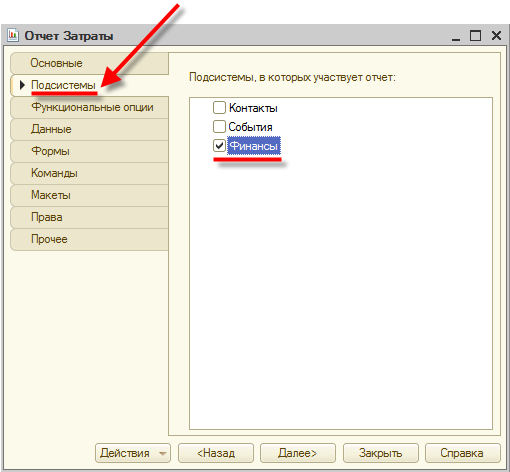 Отчет Затраты
Основные
Подсистемы
Функциональные опции
Данные
Формы
Команды
Макеты
Права
Прочее
Подсистемы, в которых участвует отчет:
Контакты
События
Финансы
Действия
<Назад
Далее>
Закрыть
Справка